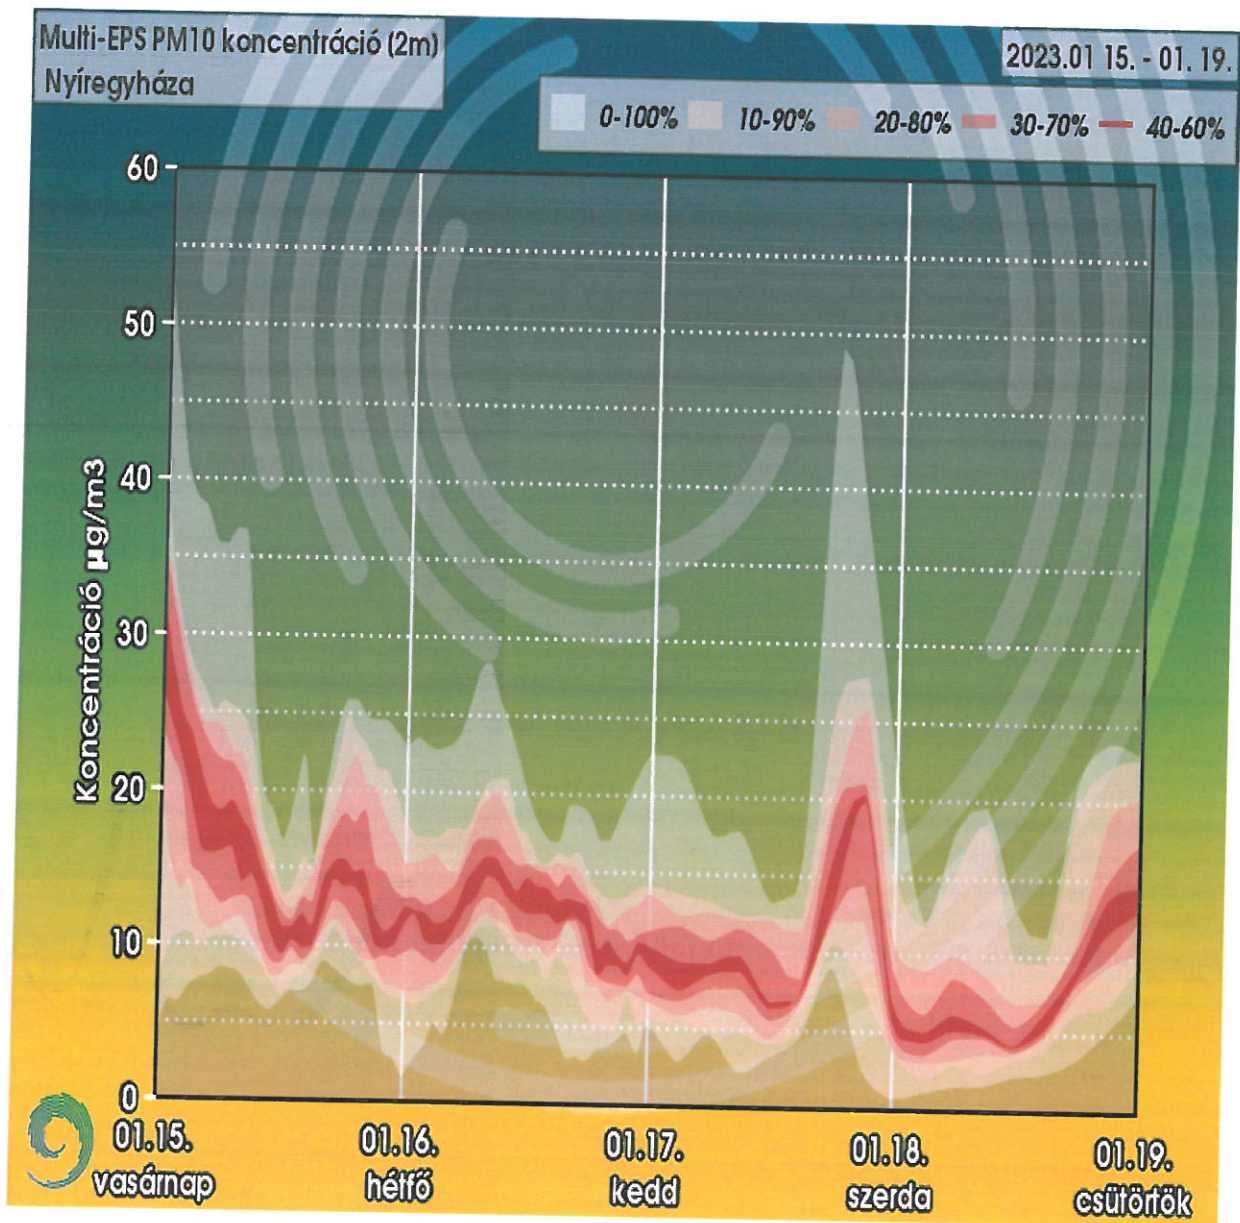 Multi-EPS PM10 koncentráció (2m)
Nyíregyháza
2023.01 15. - 01. 19.
0-100% 10-90% 20-80% 30-70% 40-60%
60
50
40
30
20
10
0
Koncentráció µg/m3
01.15. 01.16. 01.17. 01.18. 01.19.
vasárnap hétfő kedd szerda csütörtök